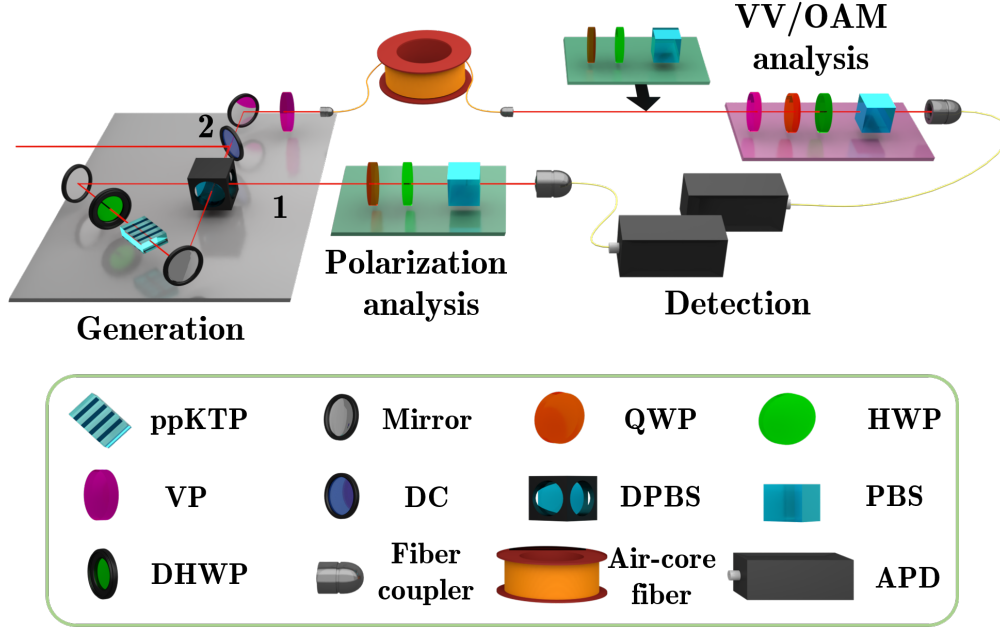 VV/OAM
analysis
2
1
Polarization
analysis
Generation
Detection
ppKTP
Mirror
QWP
HWP
VP
DC
DPBS
PBS
DHWP
Fiber
coupler
Air-core
fiber
APD